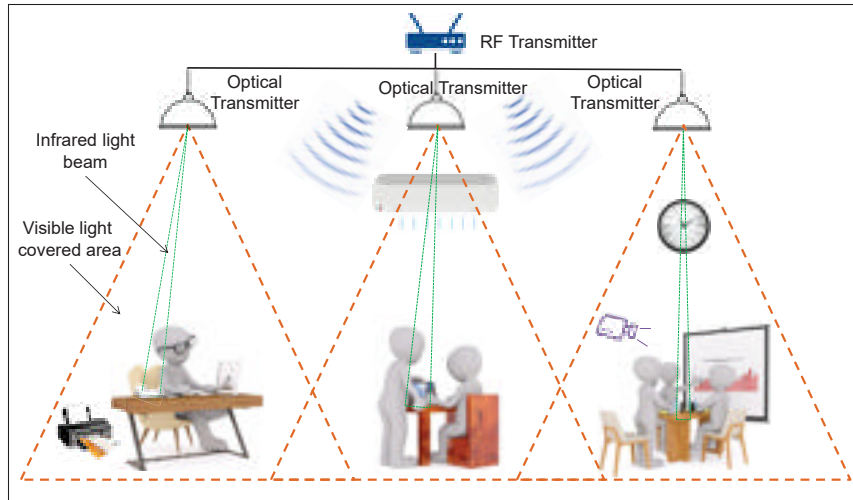 RF Transmitter
Optical
Transmitter
Optical Transmitter
Optical
Transmitter
Infrared light
beam
Visible light
covered area